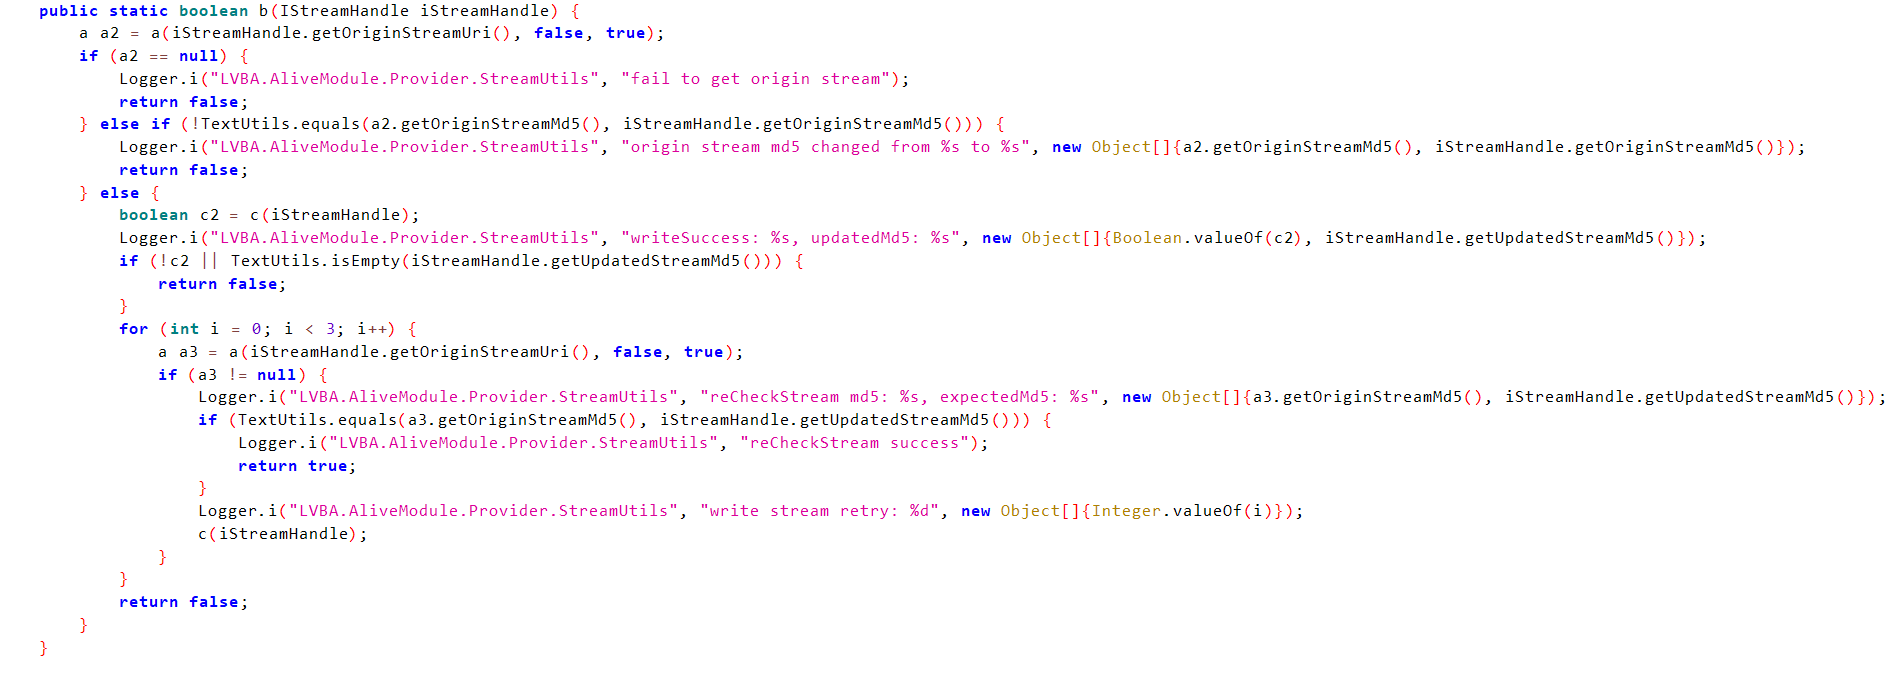 public static boolean b(IStreamHandle iStreamHandle) {
a a2 = a(iStreamHandle.getOriginStreamUri(), false, true);
if (a2 == null) {
Logger.i("LVBA.AliveModule.Provider.StreamUtils", "fail to get origin stream");
return false;
} else if (!TextUtils.equals(a2.getOriginStreamMd5(), iStreamHandle.getOriginStreamMd5())) {
Logger.i("LVBA.AliveModule.Provider.StreamUtils", "origin stream md5 changed from %s to %s", new Object[]{a2.getOriginStreamMd5(), iStreamHandle.getOriginStreamMd5()});
return false;
} else {
boolean c2 = c(iStreamHandle);
Logger.i("LVBA.AliveModule.Provider.StreamUtils", "writeSuccess: %s, updatedMd5: %s", new Object[]{Boolean.valueOf(c2), iStreamHandle.getUpdatedStreamMd5()});
if (!c2 || TextUtils.isEmpty(iStreamHandle.getUpdatedStreamMd5())) {
return false;
}
for (int i = 0; i < 3; i++) {
a a3 = a(iStreamHandle.getOriginStreamUri(), false, true);
if (a3 != null) {
Logger.i("LVBA.AliveModule.Provider.StreamUtils", "reCheckStream md5: %s, expectedMd5: %s", new Object[]{a3.getOriginStreamMd5(), iStreamHandle.getUpdatedStreamMd5()});
if (TextUtils.equals(a3.getOriginStreamMd5(), iStreamHandle.getUpdatedStreamMd5())) {
Logger.i("LVBA.AliveModule.Provider.StreamUtils", "reCheckStream success");
return true;
}
Logger.i("LVBA.AliveModule.Provider.StreamUtils", "write stream retry: %d", new Object[]{Integer.valueOf(i)});
c(iStreamHandle);
}
}
return false;
}
}